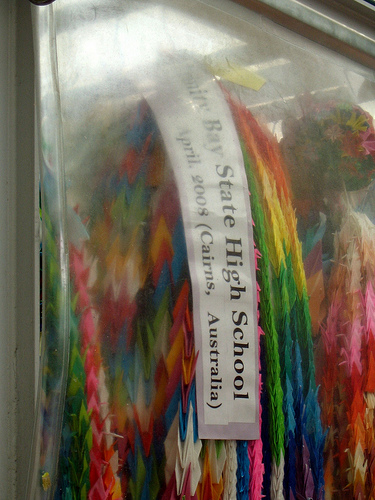 Bay State High School
April, 2008 (Cairns, Australia)